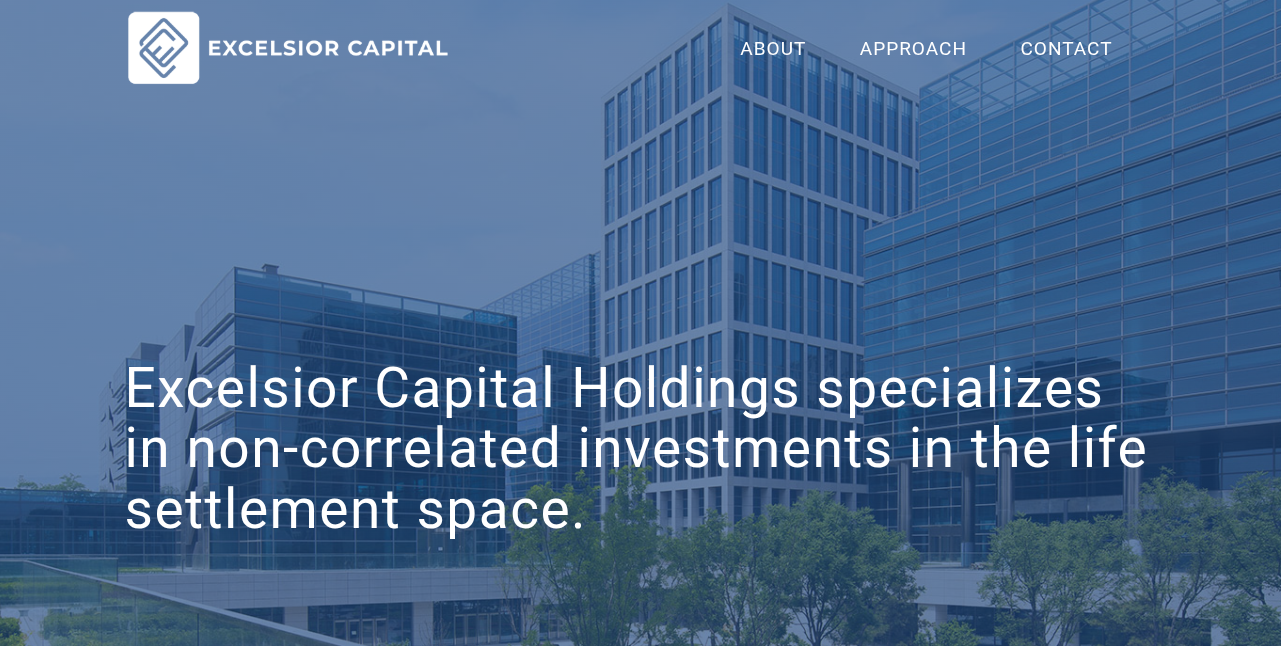 EXCELSIOR CAPITAL
ABOUT APPROACH CONTACT
Excelsior Capital Holdings specializes
in non-correlated investments in the life
settlement space.